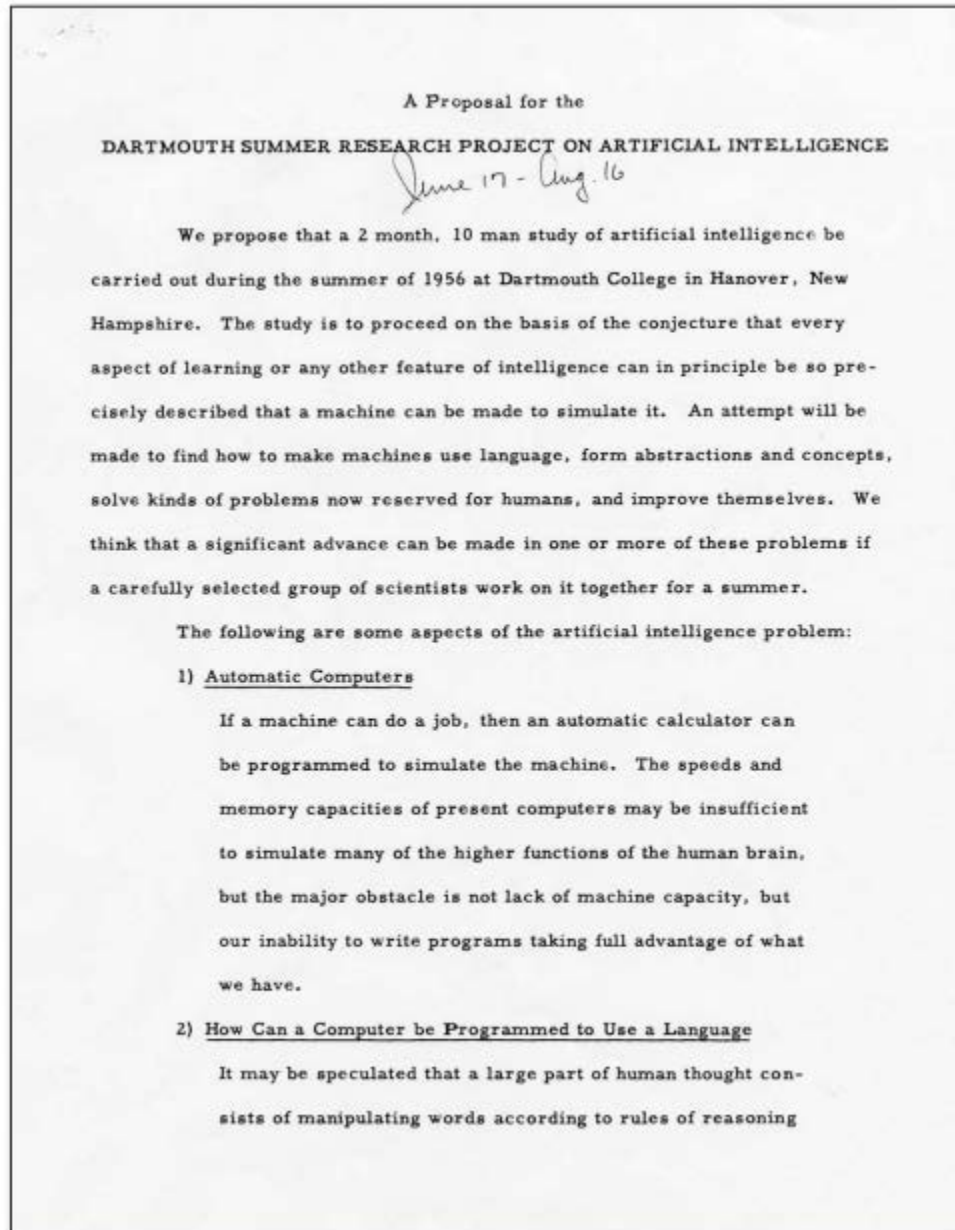 A Proposal for the
DARTMOUTH SUMMER RESEARCH PROJECT ON ARTIFICIAL INTELLIGENCE
June 17 - Aug. 16
We propose that a 2 month, 10 man study of artificial intelligence be
carried out during the summer of 1956 at Dartmouth College in Hanover, New
Hampshire. The study is to proceed on the basis of the conjecture that every
aspect of learning or any other feature of intelligence can in principle be so pre-
cisely described that a machine can be made to simulate it. An attempt will be
made to find how to make machines use language, form abstractions and concepts,
solve kinds of problems now reserved for humans, and improve themselves. We
think that a significant advance can be made in one or more of these problems if
a carefully selected group of scientists work on it together for a summer.
The following are some aspects of the artificial intelligence problem:
1) Automatic Computers
If a machine can do a job, then an automatic calculator can
be programmed to simulate the machine. The speeds and
memory capacities of present computers may be insufficient
to simulate many of the higher functions of the human brain,
but the major obstacle is not lack of machine capacity, but
our inability to write programs taking full advantage of what
we have.
2) How Can a Computer be Programmed to Use a Language
It may be speculated that a large part of human thought con-
sists of manipulating words according to rules of reasoning